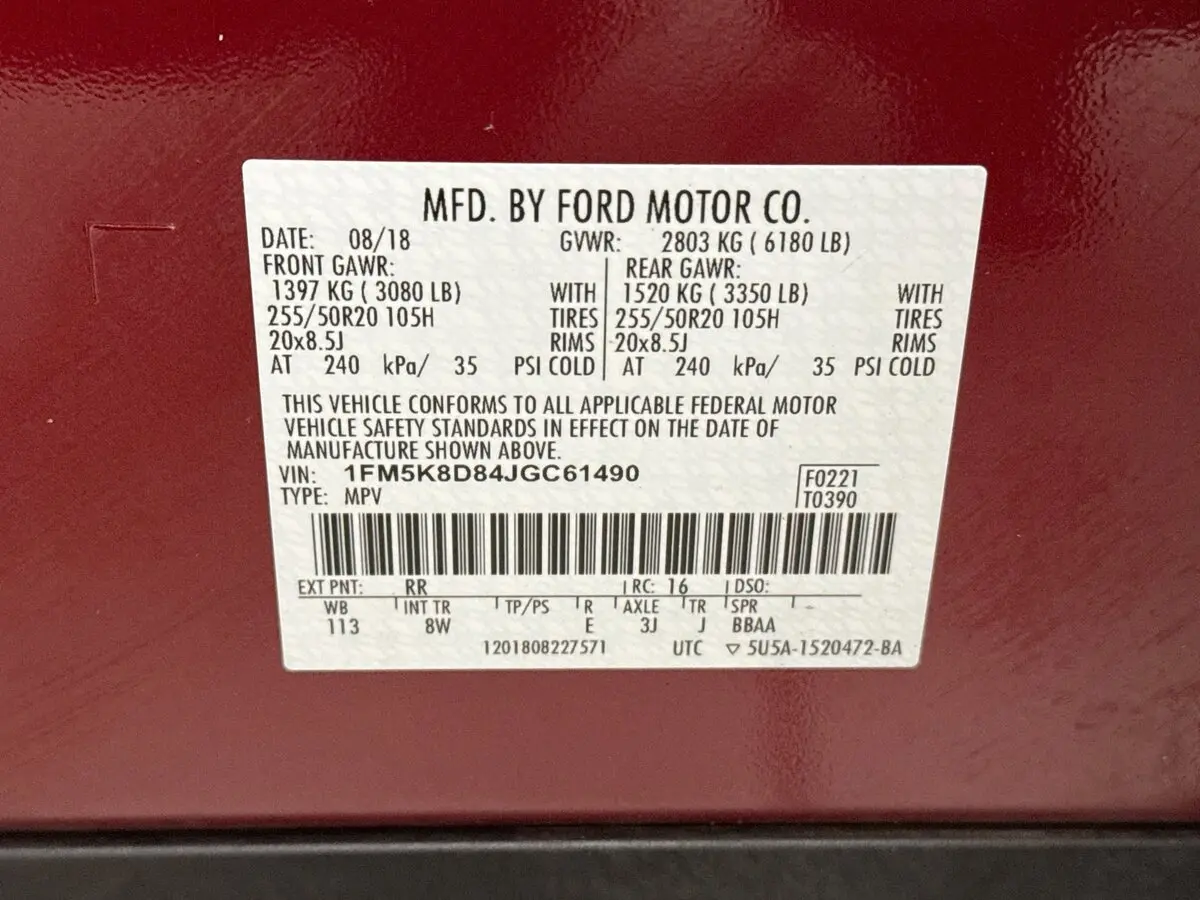 MFD. BY FORD MOTOR CO.
DATE: 08/18 GVWR: 2803 KG ( 6180 LB)
FRONT GAWR: REAR GAWR:
1397 KG ( 3080 LB) WITH 1520 KG ( 3350 LB) WITH
255/50R20 105H TIRES 255/50R20 105H TIRES
20x8.5J RIMS 20x8.5J RIMS
AT 240 kPa/ 35 PSI COLD AT 240 kPa/ 35 PSI COLD
THIS VEHICLE CONFORMS TO ALL APPLICABLE FEDERAL MOTOR
VEHICLE SAFETY STANDARDS IN EFFECT ON THE DATE OF
MANUFACTURE SHOWN ABOVE.
VIN: 1FM5K8D84JGC61490 F0221
TYPE: MPV T0390
EXT PNT: RR RC: 16 DSO:
WB INT TR TP/PS R AXLE TR SPR -
113 8W E 3J J BBAA
1201808227571 UTC ▽ 5U5A-1520472-BA